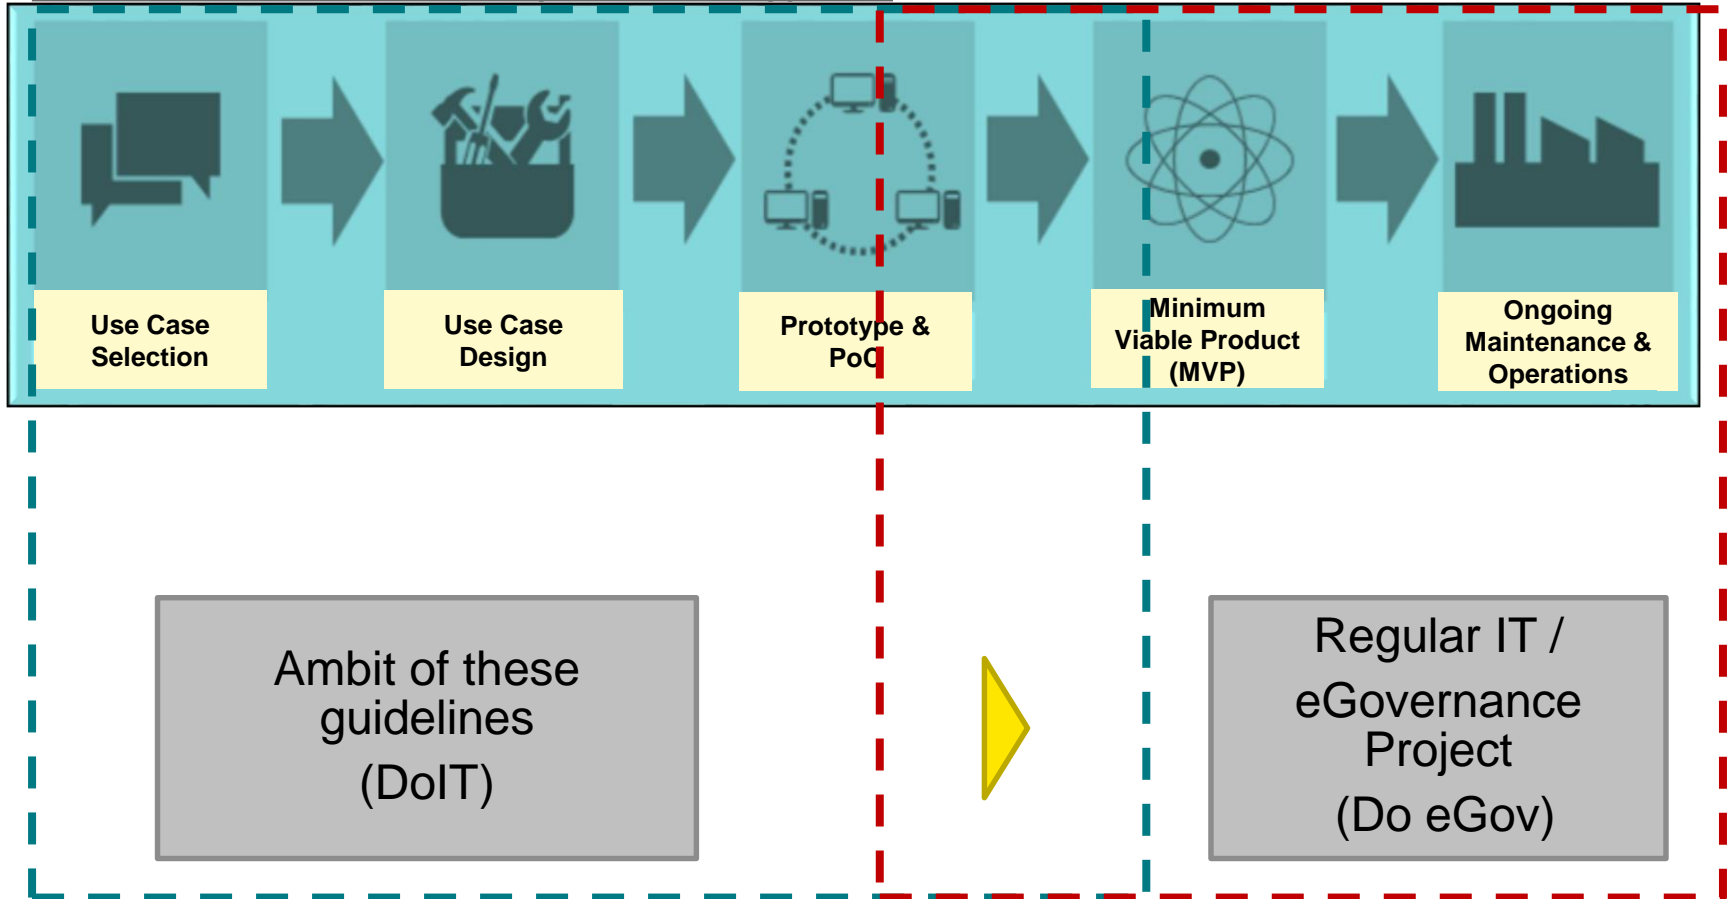 Use Case
Selection
Use Case
Design
Prototype &
PoC
Minimum
Viable Product
(MVP)
Ongoing
Maintenance &
Operations
Ambit of these
guidelines
(DoIT)
Regular IT /
eGovernance
Project
(Do eGov)